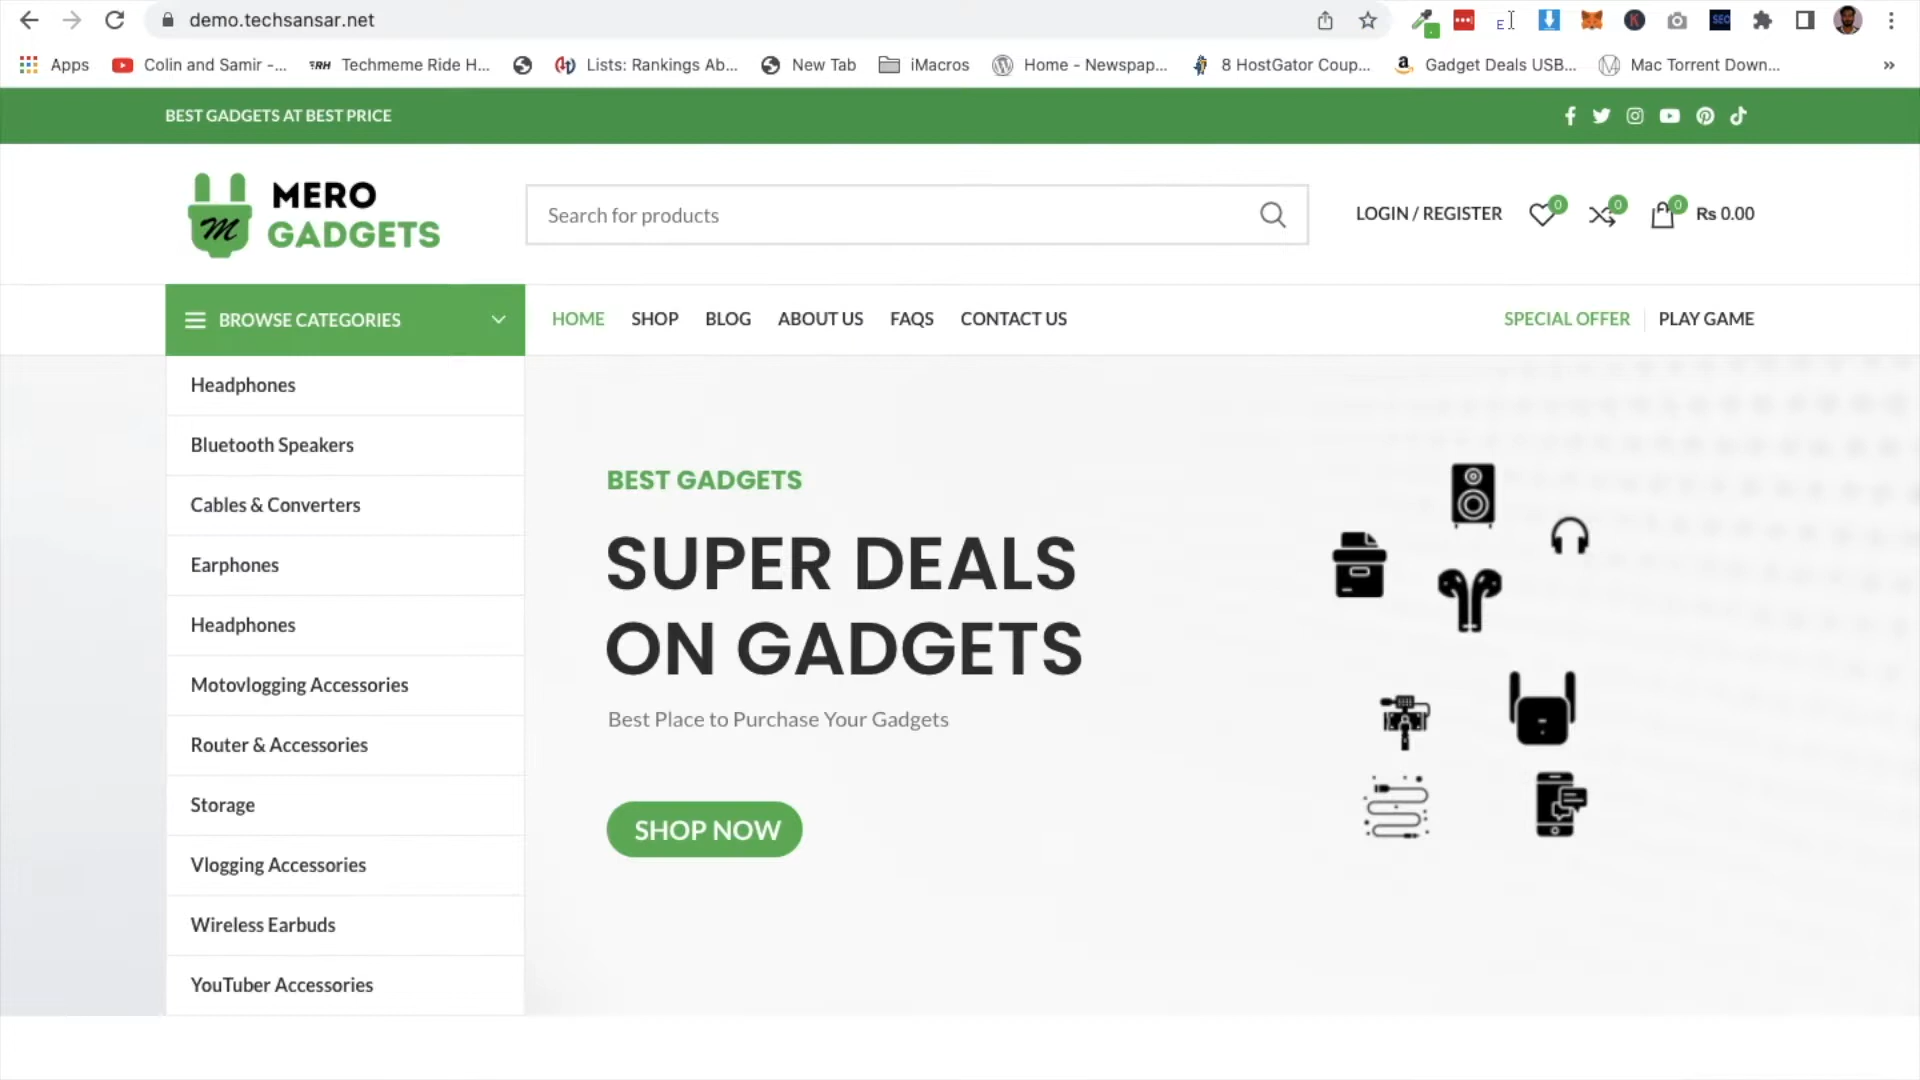 demo.techsansar.net
Apps
Colin and Samir -...
TRH Techmeme Ride H...
Lists: Rankings Ab...
New Tab
iMacros
Home - Newspap...
8 HostGator Coup...
Gadget Deals USB...
Mac Torrent Down...
»
BEST GADGETS AT BEST PRICE
MERO
GADGETS
Search for products
LOGIN / REGISTER
0
0
0
Rs 0.00
BROWSE CATEGORIES
HOME
SHOP
BLOG
ABOUT US
FAQS
CONTACT US
SPECIAL OFFER
PLAY GAME
Headphones
Bluetooth Speakers
Cables & Converters
Earphones
Headphones
Motovlogging Accessories
Router & Accessories
Storage
Vlogging Accessories
Wireless Earbuds
YouTuber Accessories
BEST GADGETS
SUPER DEALS
ON GADGETS
Best Place to Purchase Your Gadgets
SHOP NOW